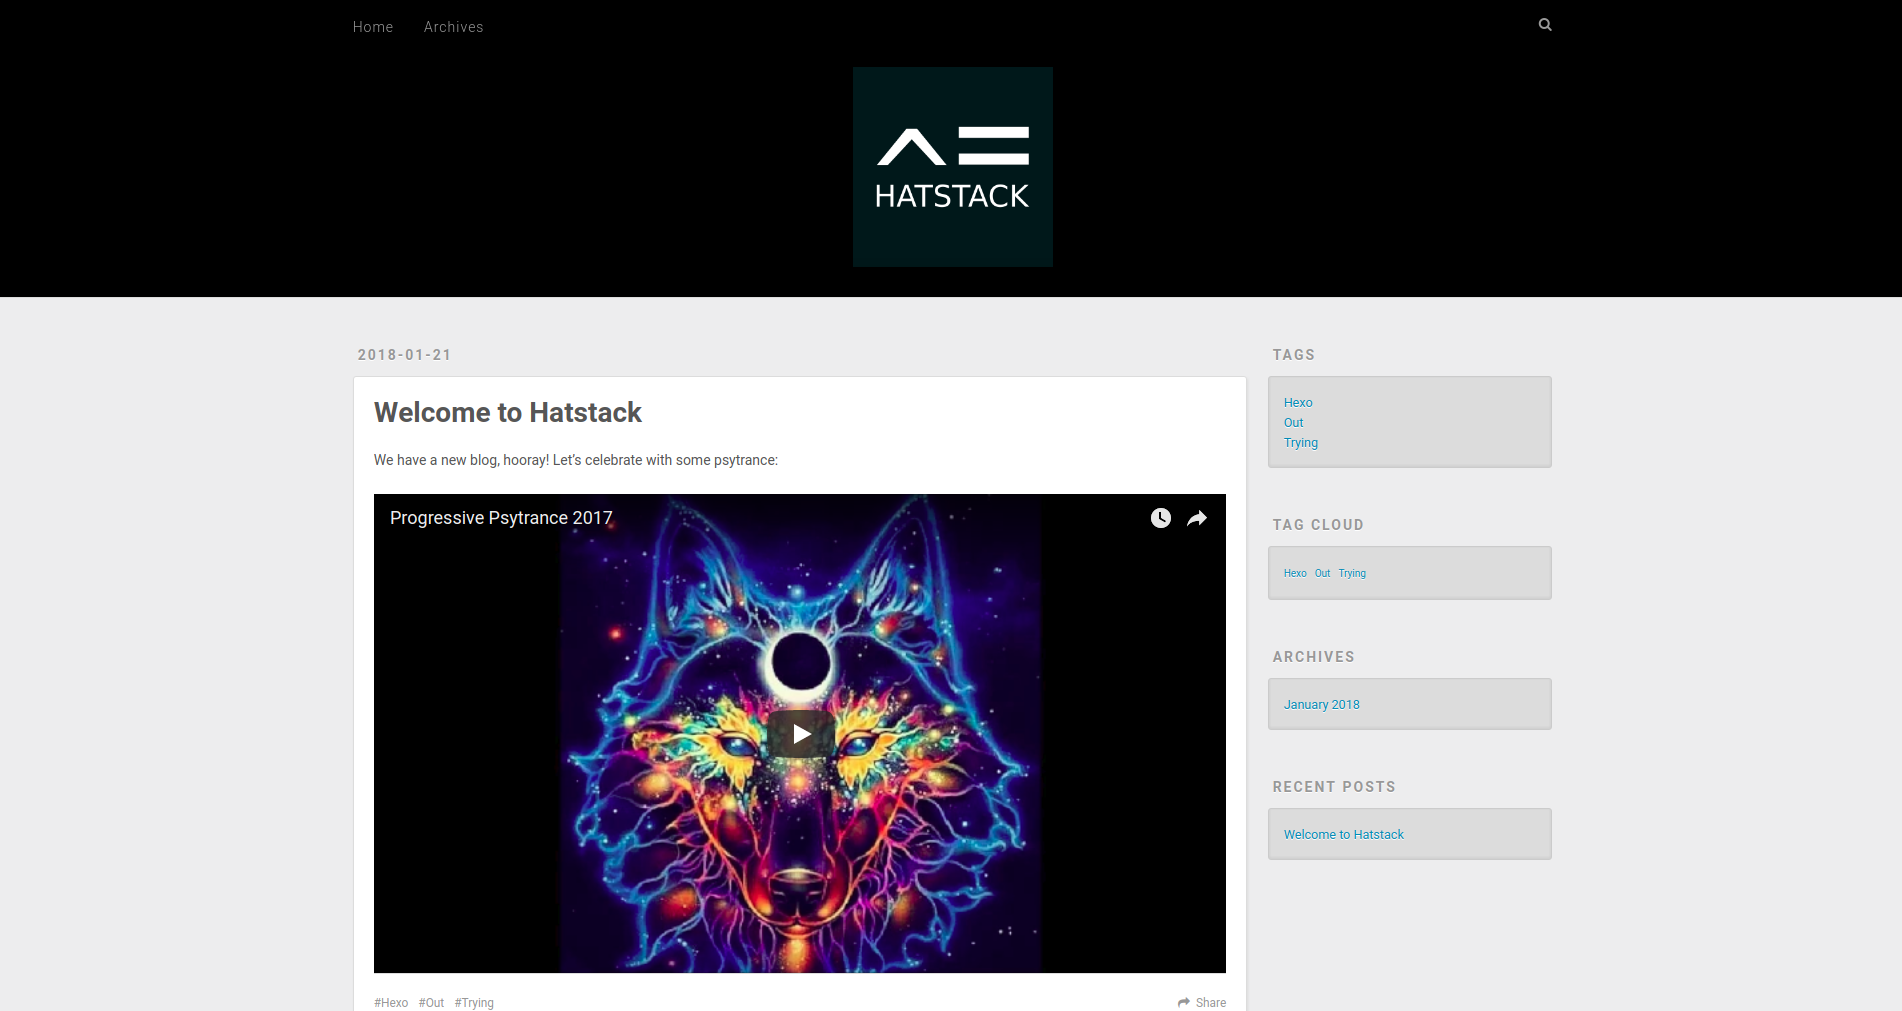 Home Archives
HATSTACK
2018-01-21
Welcome to Hatstack
We have a new blog, hooray! Let’s celebrate with some psytrance:
Progressive Psytrance 2017
#Hexo #Out #Trying
Share
TAGS
Hexo
Out
Trying
TAG CLOUD
Hexo Out Trying
ARCHIVES
January 2018
RECENT POSTS
Welcome to Hatstack